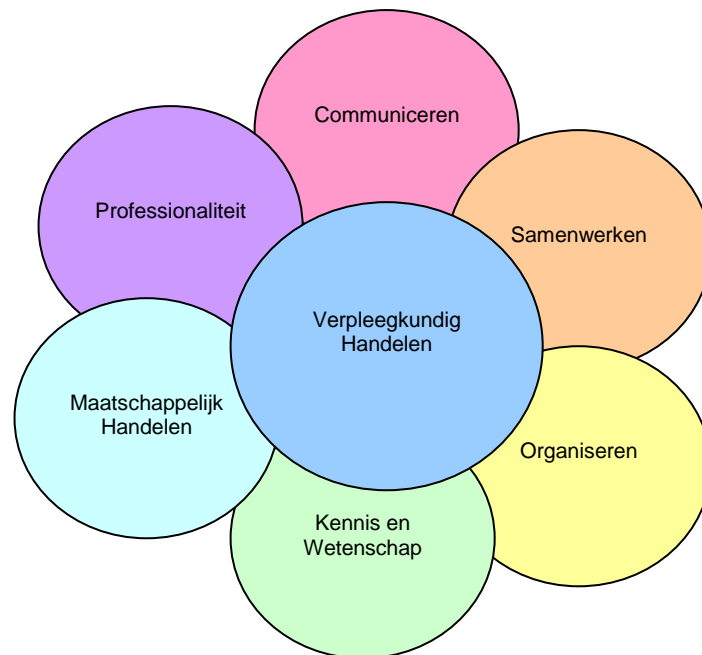 Communiceren
Professionaliteit
Samenwerken
Verpleegkundig
Handelen
Maatschappelijk
Handelen
Organiseren
Kennis en
Wetenschap